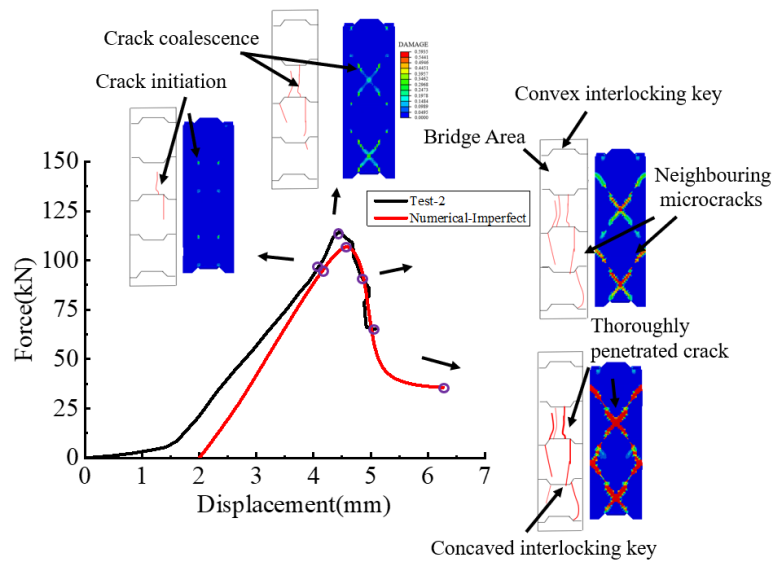 Crack coalescence
Crack initiation
DAMAGE
Convex interlocking key
Bridge Area
Neighbouring
microcracks
Test-2
Numerical-Imperfect
150
125
100
75
50
25
0
Force(kN)
0 1 2 3 4 5 6 7
Displacement(mm)
Thoroughly
penetrated crack
Concaved interlocking key